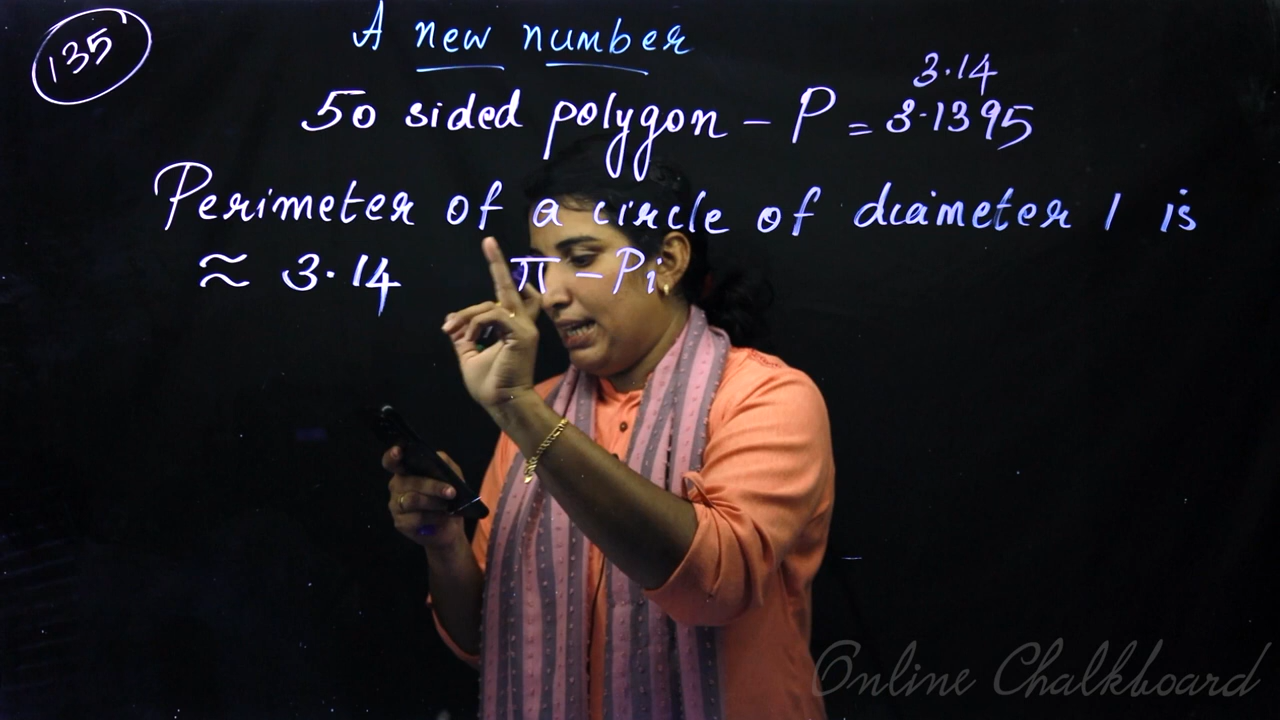 135
A new number
3.14
50 sided polygon - P = 3.1395
Perimeter of a circle of diameter 1 is
≈ 3.14 π - Pi
Online Chalkboard